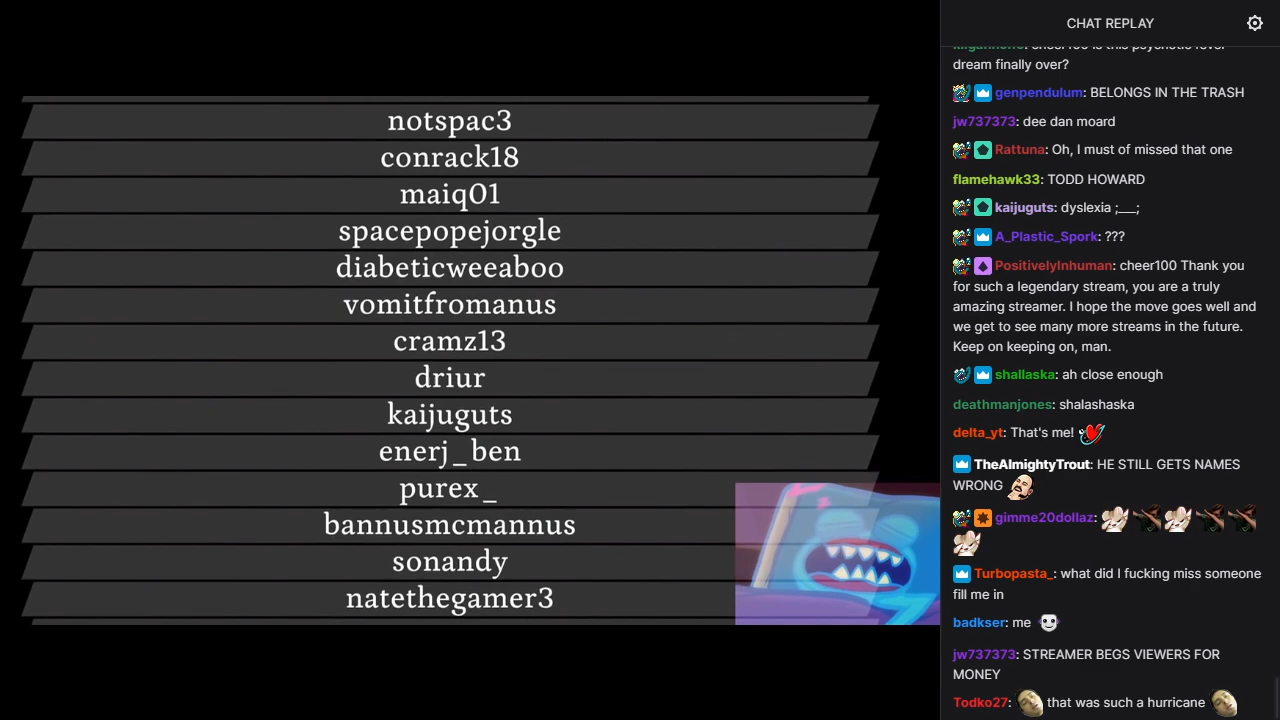 notspac3
conrack18
maiq01
spacepopejorgle
diabeticweeaboo
vomitfromanus
cramz13
driur
kaijuguts
enerj_ben
purex_
bannusmcmannus
sonandy
natethegamer3
CHAT REPLAY
dream finally over?
genpendulum: BELONGS IN THE TRASH
jw737373: dee dan moard
Rattuna: Oh, I must of missed that one
flamehawk33: TODD HOWARD
kaijuguts: dyslexia ;___;
A_Plastic_Spork: ???
PositivelyInhuman: cheer100 Thank you
for such a legendary stream, you are a truly
amazing streamer. I hope the move goes well and
we get to see many more streams in the future.
Keep on keeping on, man.
shallaska: ah close enough
deathmanjones: shalashaska
delta_yt: That's me!
TheAlmightyTrout: HE STILL GETS NAMES
WRONG
gimme20dollaz:
Turbopasta_: what did I fucking miss someone
fill me in
badkser: me
jw737373: STREAMER BEGS VIEWERS FOR
MONEY
Todko27: that was such a hurricane